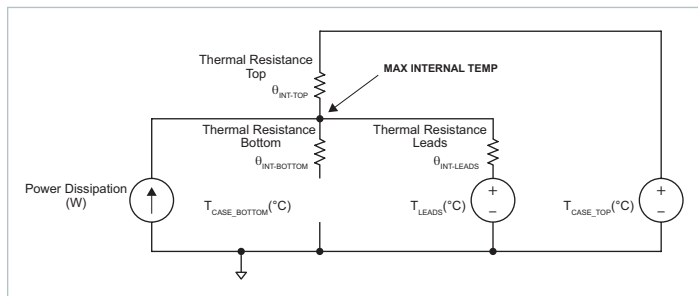 Thermal Resistance
Top
θINT-TOP
MAX INTERNAL TEMP
Thermal Resistance
Bottom
θINT-BOTTOM
Thermal Resistance
Leads
θINT-LEADS
Power Dissipation
(W)
TCASE_BOTTOM(°C)
+
TLEADS(°C)
–
+
TCASE_TOP(°C)
–